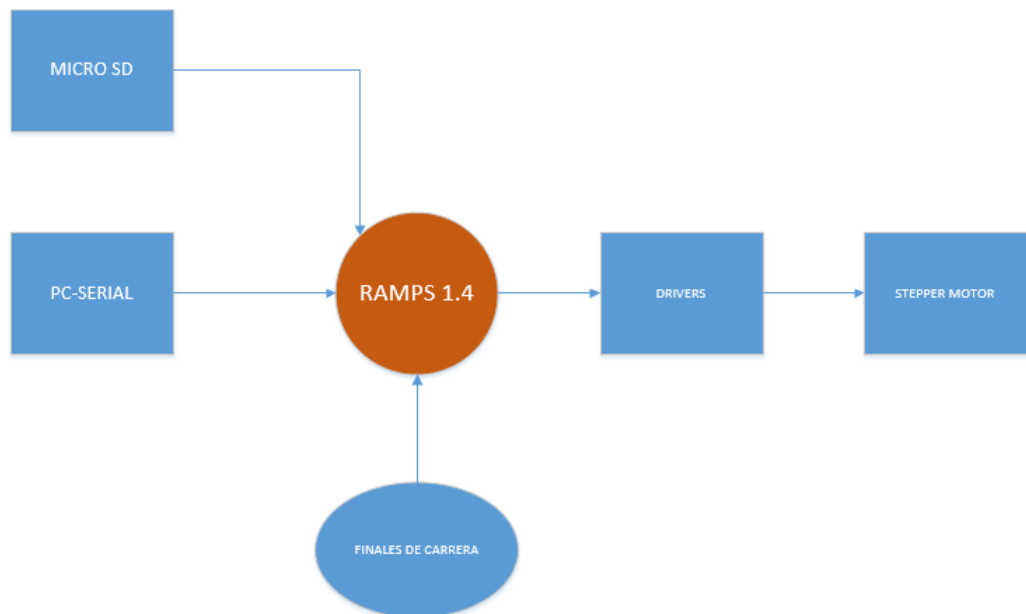 MICRO SD
PC-SERIAL
RAMPS 1.4
DRIVERS
STEPPER MOTOR
FINALES DE CARRERA